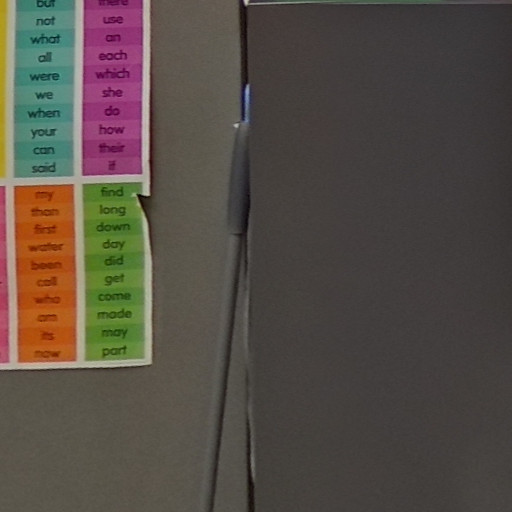 but
not
what
all
were
we
when
your
can
said
there
use
an
each
which
she
do
how
their
if
my
than
first
water
been
call
who
am
its
now
find
long
down
day
did
get
come
made
may
part